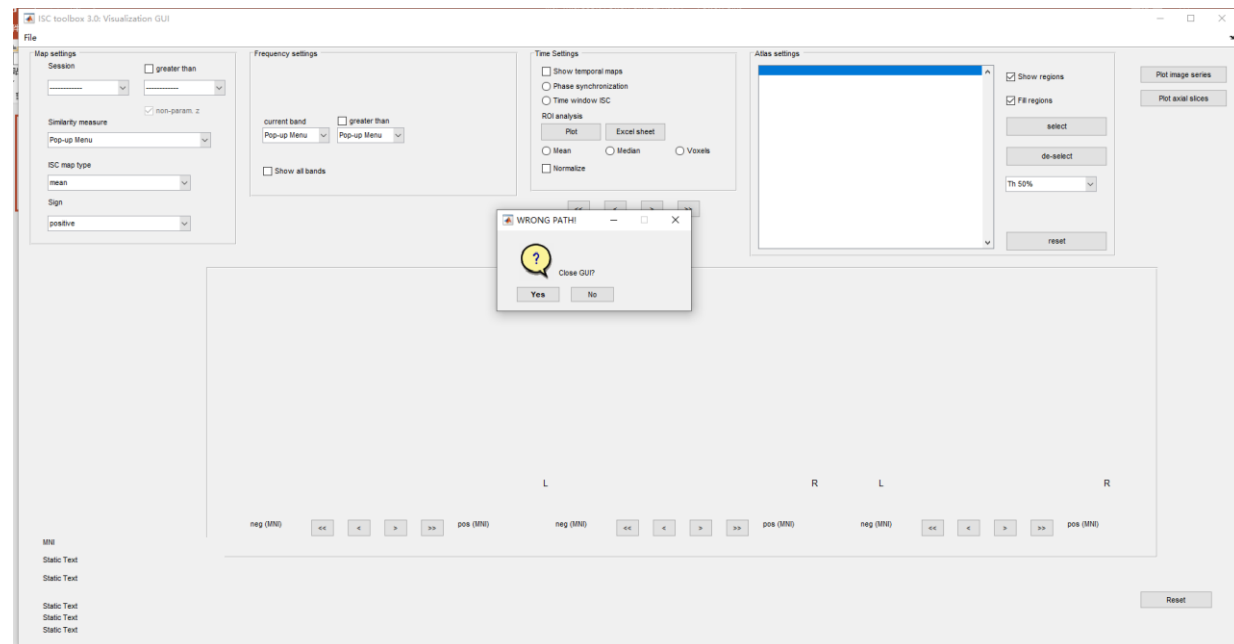 ISC toolbox 3.0: Visualization GUI
File
Map settings
Session
greater than
------------
------------
non-param. z
Similarity measure
Pop-up Menu
ISC map type
mean
Sign
positive
Frequency settings
current band
greater than
Pop-up Menu
Pop-up Menu
Show all bands
Time Settings
Show temporal maps
Phase synchronization
Time window ISC
ROI analysis
Plot
Excel sheet
Mean
Median
Voxels
Normalize
<<
<
>
>>
Atlas settings
Show regions
Fill regions
select
de-select
Th 50%
reset
Plot image series
Plot axial slices
WRONG PATH!
?
Close GUI?
Yes
No
L
R
L
R
neg (MNI)
<<
<
>
>>
pos (MNI)
neg (MNI)
<<
<
>
>>
pos (MNI)
neg (MNI)
<<
<
>
>>
pos (MNI)
MNI
Static Text
Static Text
Static Text
Static Text
Static Text
Reset